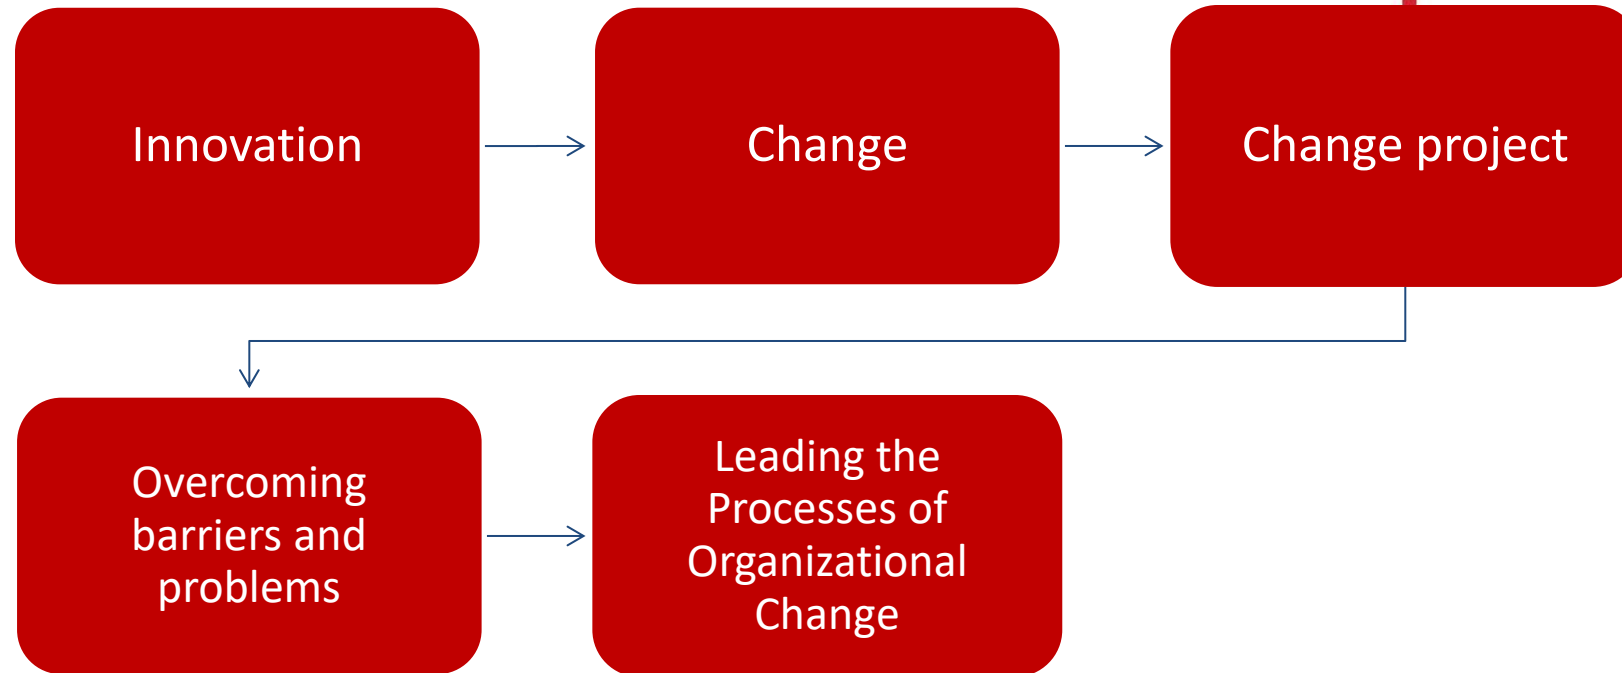 Innovation
Change
Change project
Overcoming
barriers and
problems
Leading the
Processes of
Organizational
Change